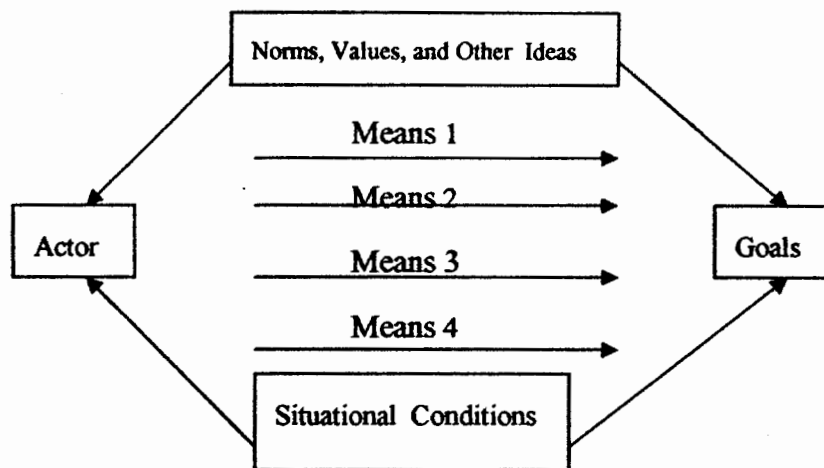 Norms, Values, and Other Ideas
Means 1
Means 2
Actor
Goals
Means 3
Means 4
Situational Conditions